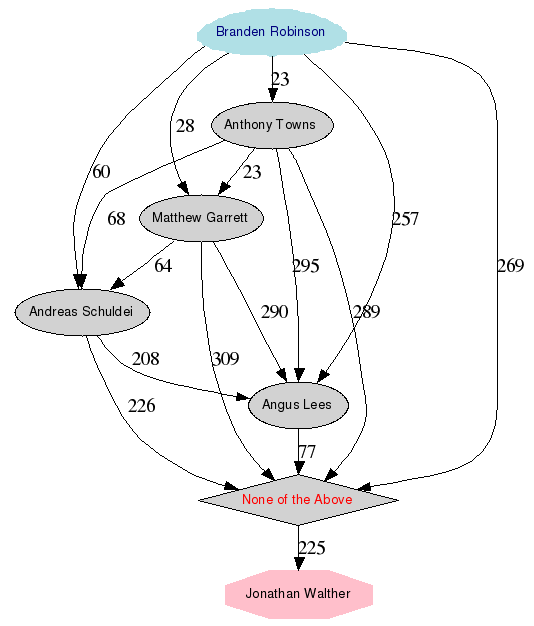 Branden Robinson
23
Anthony Towns
28
60
23
68
Matthew Garrett
257
64
295
269
Andreas Schuldei
290
289
208
309
226
Angus Lees
77
None of the Above
225
Jonathan Walther